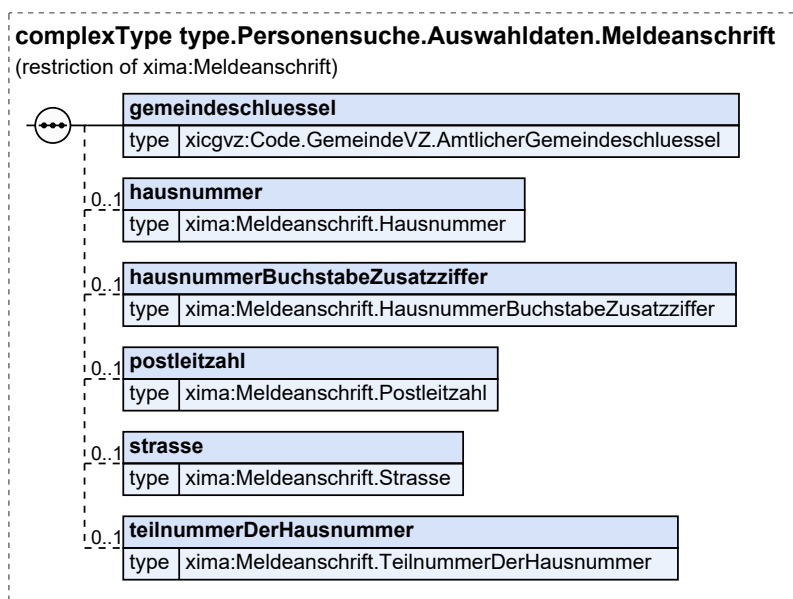 complexType type.Personensuche.Auswahldaten.Meldeanschrift
(restriction of xima:Meldeanschrift)
gemeindeschluessel
type xicgvz:Code.GemeindeVZ.AmtlicherGemeindeschluessel
0..1 hausnummer
type xima:Meldeanschrift.Hausnummer
0..1 hausnummerBuchstabeZusatzziffer
type xima:Meldeanschrift.HausnummerBuchstabeZusatzziffer
0..1 postleitzahl
type xima:Meldeanschrift.Postleitzahl
0..1 strasse
type xima:Meldeanschrift.Strasse
0..1 teilnummerDerHausnummer
type xima:Meldeanschrift.TeilnummerDerHausnummer